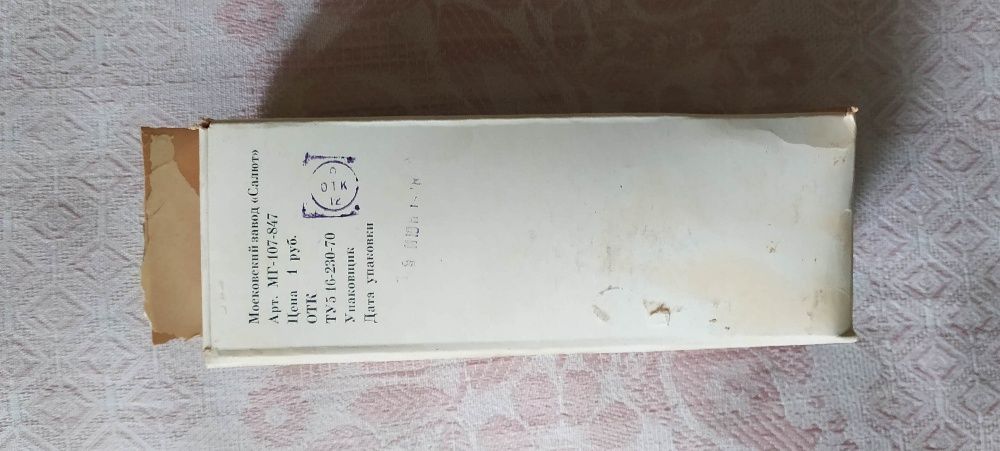 Московский завод «Салют»
Арт. МГ-107-847
Цена 1 руб.
ОТК
ТУ5 16-230-70
Упаковщик
Дата упаковки
ОТК